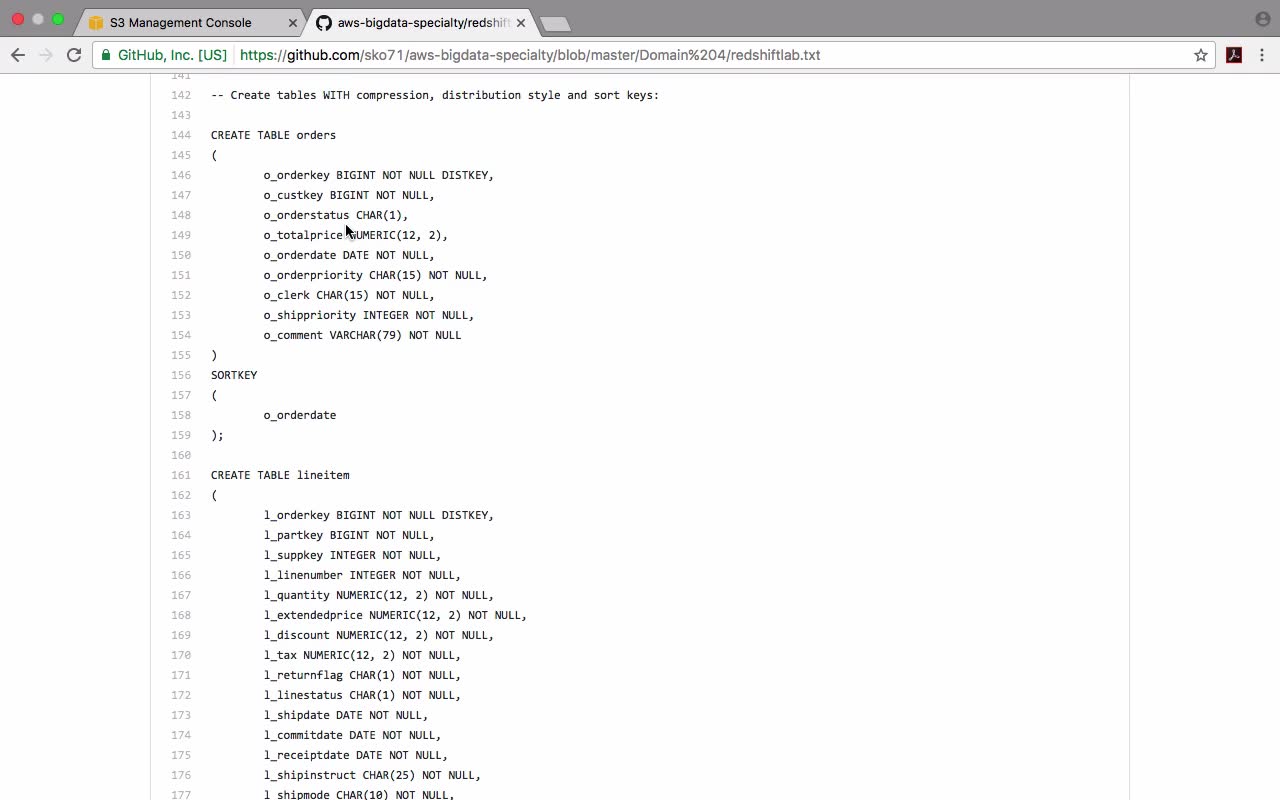 S3 Management Console
aws-bigdata-specialty/redshift
GitHub, Inc. [US]
https://github.com/sko71/aws-bigdata-specialty/blob/master/Domain%204/redshiftlab.txt
141
142 -- Create tables WITH compression, distribution style and sort keys:
143
144 CREATE TABLE orders
145 (
146 o_orderkey BIGINT NOT NULL DISTKEY,
147 o_custkey BIGINT NOT NULL,
148 o_orderstatus CHAR(1),
149 o_totalprice NUMERIC(12, 2),
150 o_orderdate DATE NOT NULL,
151 o_orderpriority CHAR(15) NOT NULL,
152 o_clerk CHAR(15) NOT NULL,
153 o_shippriority INTEGER NOT NULL,
154 o_comment VARCHAR(79) NOT NULL
155 )
156 SORTKEY
157 (
158 o_orderdate
159 );
160
161 CREATE TABLE lineitem
162 (
163 l_orderkey BIGINT NOT NULL DISTKEY,
164 l_partkey BIGINT NOT NULL,
165 l_suppkey INTEGER NOT NULL,
166 l_linenumber INTEGER NOT NULL,
167 l_quantity NUMERIC(12, 2) NOT NULL,
168 l_extendedprice NUMERIC(12, 2) NOT NULL,
169 l_discount NUMERIC(12, 2) NOT NULL,
170 l_tax NUMERIC(12, 2) NOT NULL,
171 l_returnflag CHAR(1) NOT NULL,
172 l_linestatus CHAR(1) NOT NULL,
173 l_shipdate DATE NOT NULL,
174 l_commitdate DATE NOT NULL,
175 l_receiptdate DATE NOT NULL,
176 l_shipinstruct CHAR(25) NOT NULL,
177 l_shipmode CHAR(10) NOT NULL,